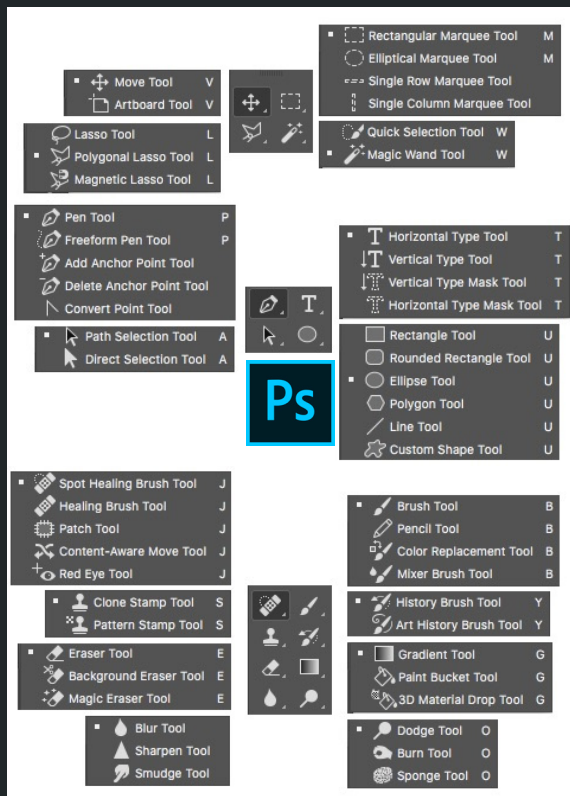 Rectangular Marquee Tool M
Elliptical Marquee Tool M
Single Row Marquee Tool
Single Column Marquee Tool
Move Tool V
Artboard Tool V
Lasso Tool L
Polygonal Lasso Tool L
Magnetic Lasso Tool L
Quick Selection Tool W
Magic Wand Tool W
Pen Tool P
Freeform Pen Tool P
Add Anchor Point Tool
Delete Anchor Point Tool
Convert Point Tool
Path Selection Tool A
Direct Selection Tool A
T
Horizontal Type Tool T
Vertical Type Tool T
Vertical Type Mask Tool T
Horizontal Type Mask Tool T
Rectangle Tool U
Rounded Rectangle Tool U
Ellipse Tool U
Polygon Tool U
Line Tool U
Custom Shape Tool U
Ps
Spot Healing Brush Tool J
Healing Brush Tool J
Patch Tool J
Content-Aware Move Tool J
Red Eye Tool J
Clone Stamp Tool S
Pattern Stamp Tool S
Eraser Tool E
Background Eraser Tool E
Magic Eraser Tool E
Blur Tool
Sharpen Tool
Smudge Tool
Brush Tool B
Pencil Tool B
Color Replacement Tool B
Mixer Brush Tool B
History Brush Tool Y
Art History Brush Tool Y
Gradient Tool G
Paint Bucket Tool G
3D Material Drop Tool G
Dodge Tool O
Burn Tool O
Sponge Tool O